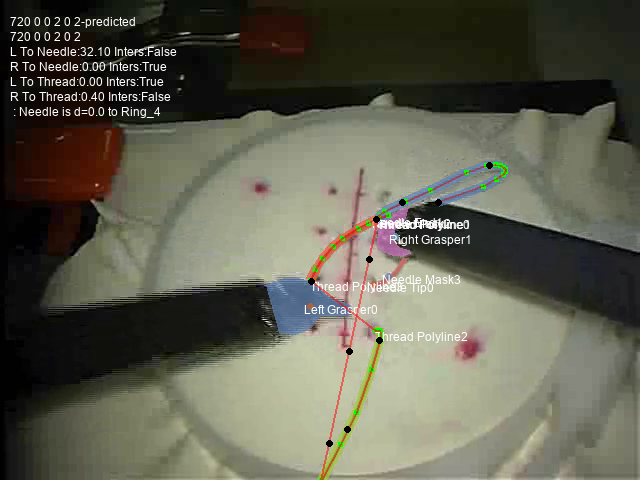 720 0 0 2 0 2-predicted
720 0 0 2 0 2
L To Needle:32.10 Inters:False
R To Needle:0.00 Inters:True
L To Thread:0.00 Inters:True
R To Thread:0.40 Inters:False
: Needle is d=0.0 to Ring_4
Thread Polyline0
Right Grasper1
Needle Mask3
Thread Needle Tip0
Left Grasper0
Thread Polyline2